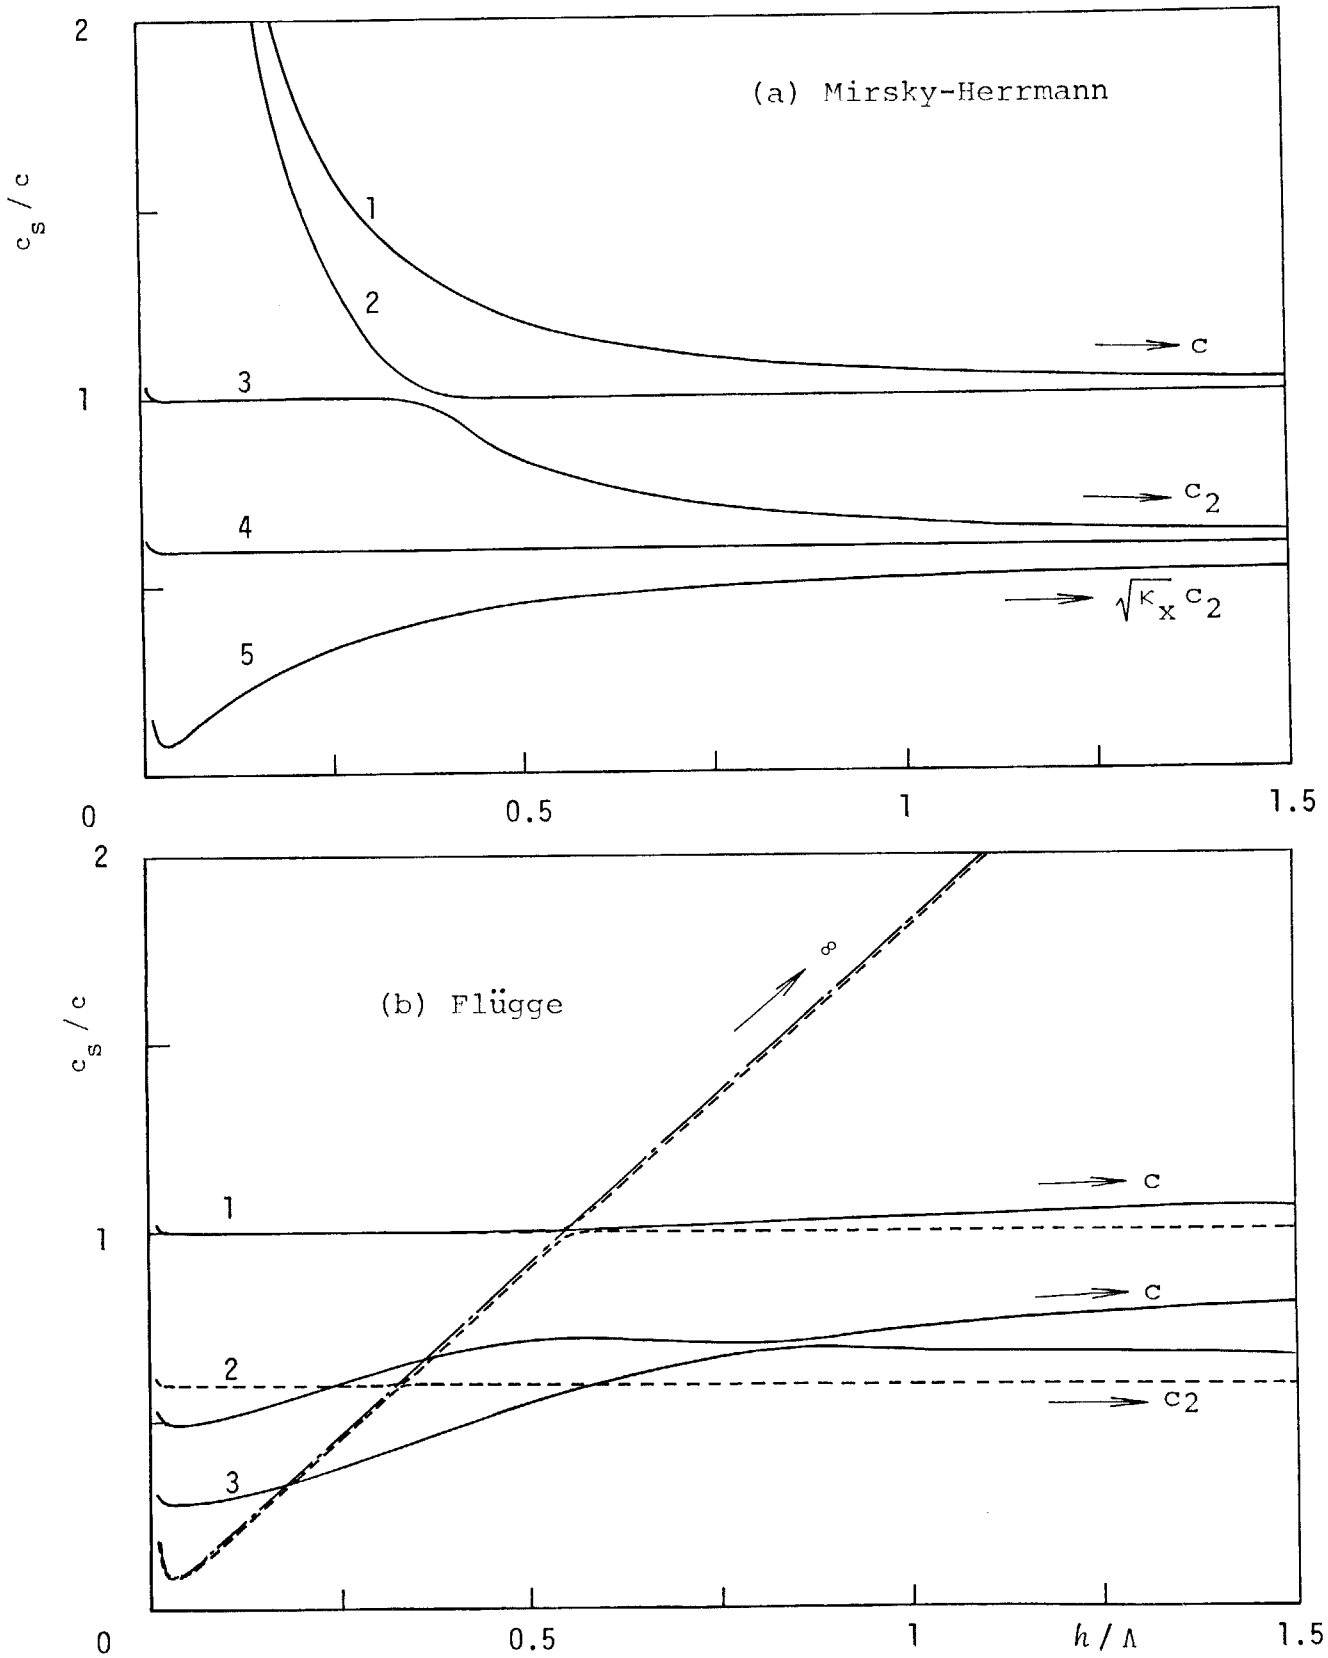 2
(a) Mirsky-Herrmann
c_s/c
1
2
→ c
3
1
→ c_2
4
→ √κ_x c_2
5
0
0.5
1
1.5
2
∞
(b) Flügge
c_s/c
1
→ c
1
→ c
2
→ c_2
3
0
0.5
1
h/Λ
1.5